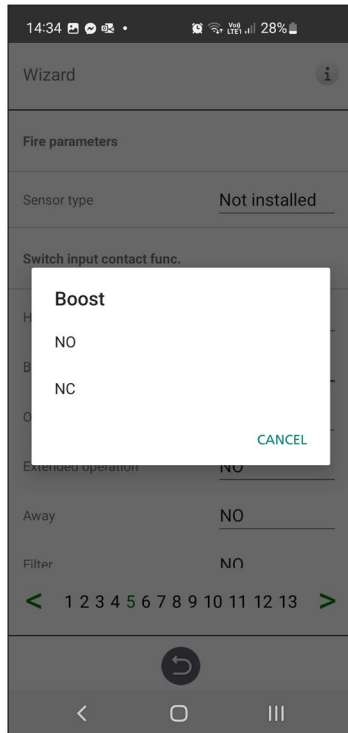 14:34 Vo)) LTE1 28%
Wizard i
Fire parameters
Sensor type Not installed
Switch input contact func.
H
Boost
NO
B
NC
O
CANCEL
Extended operation NO
Away NO
Filter NO
< 1 2 3 4 5 6 7 8 9 10 11 12 13 >